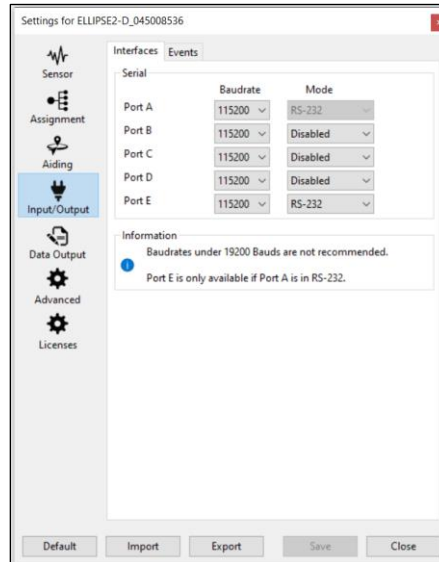 Settings for ELLIPSE2-D_045008536
Interfaces Events
Sensor
Assignment
Aiding
Input/Output
Data Output
Advanced
Licenses
Serial
Baudrate Mode
Port A 115200 RS-232
Port B 115200 Disabled
Port C 115200 Disabled
Port D 115200 Disabled
Port E 115200 RS-232
Information
Baudrates under 19200 Bauds are not recommended.
Port E is only available if Port A is in RS-232.
Default Import Export Save Close